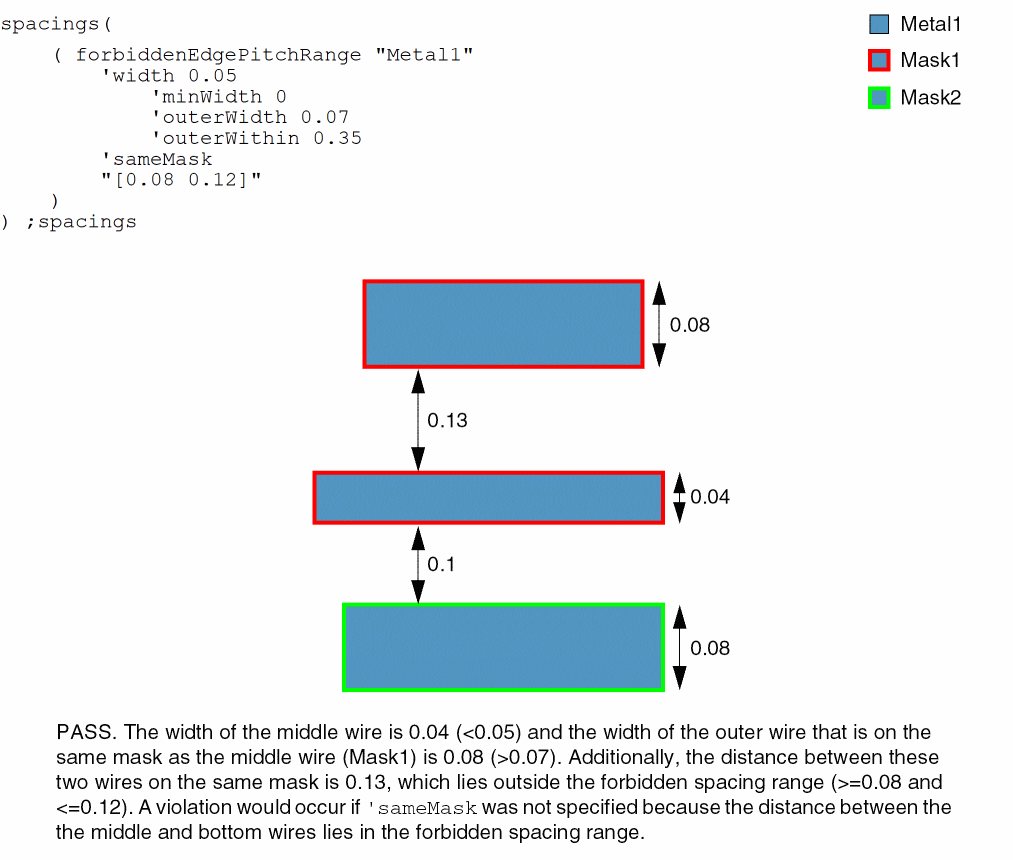 spacings(
( forbiddenEdgePitchRange "Metal1"
'width 0.05
'minWidth 0
'outerWidth 0.07
'outerWithin 0.35
'sameMask
"[0.08 0.12]"
)
) ;spacings
Metal1
Mask1
Mask2
0.08
0.13
0.04
0.1
0.08
PASS. The width of the middle wire is 0.04 (<0.05) and the width of the outer wire that is on the
same mask as the middle wire (Mask1) is 0.08 (>0.07). Additionally, the distance between these
two wires on the same mask is 0.13, which lies outside the forbidden spacing range (>=0.08 and
<=0.12). A violation would occur if 'sameMask was not specified because the distance between the
the middle and bottom wires lies in the forbidden spacing range.